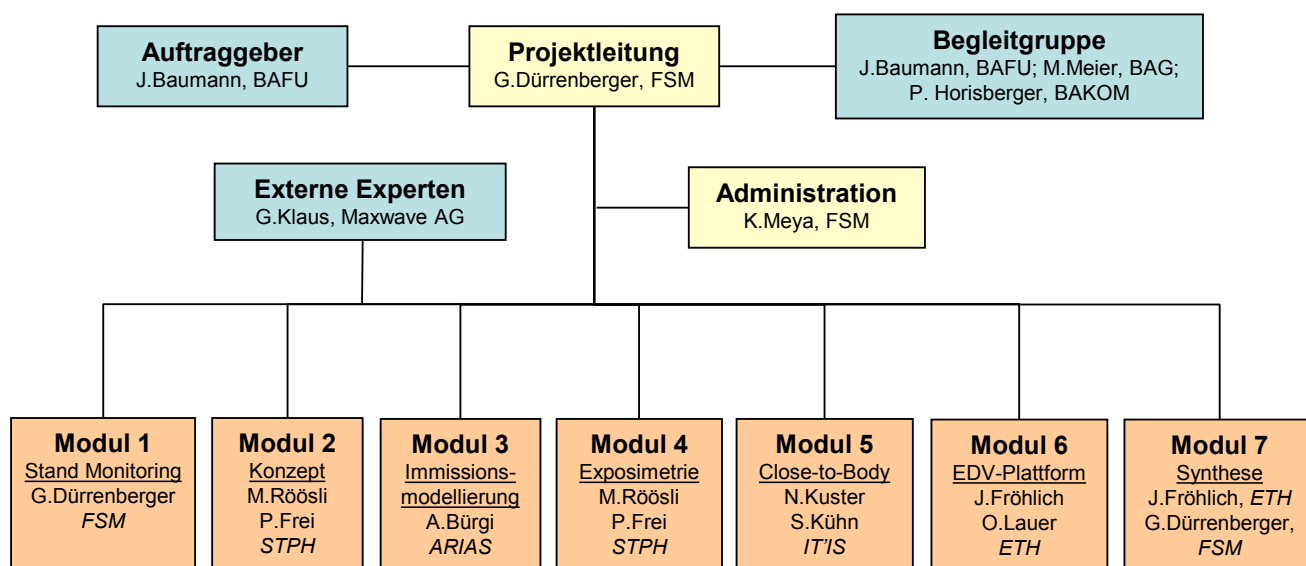 Auftraggeber
J.Baumann, BAFU
Projektleitung
G.Dürrenberger, FSM
Begleitgruppe
J.Baumann, BAFU; M.Meier, BAG;
P. Horisberger, BAKOM
Externe Experten
G.Klaus, Maxwave AG
Administration
K.Meya, FSM
Modul 1
Stand Monitoring
G.Dürrenberger
FSM
Modul 2
Konzept
M.Röösli
P.Frei
STPH
Modul 3
Immissions-
modellierung
A.Bürgi
ARIAS
Modul 4
Exposimetrie
M.Röösli
P.Frei
STPH
Modul 5
Close-to-Body
N.Kuster
S.Kühn
IT'IS
Modul 6
EDV-Plattform
J.Fröhlich
O.Lauer
ETH
Modul 7
Synthese
J.Fröhlich, ETH
G.Dürrenberger,
FSM